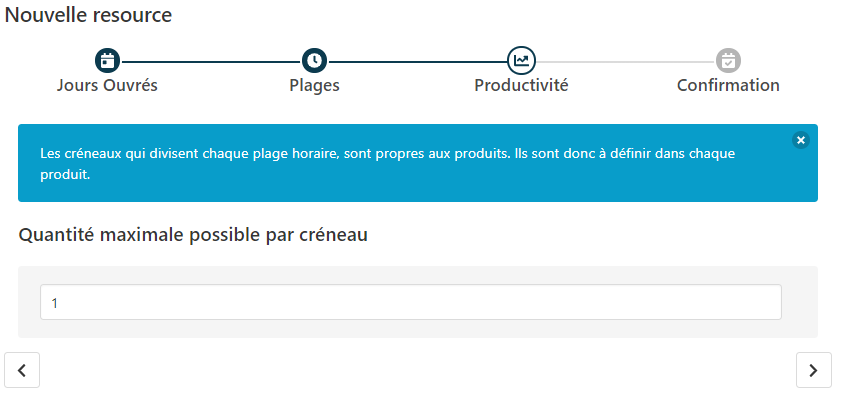 Nouvelle resource
Jours Ouvrés
Plages
Productivité
Confirmation
Les créneaux qui divisent chaque plage horaire, sont propres aux produits. Ils sont donc à définir dans chaque
produit.
Quantité maximale possible par créneau
1